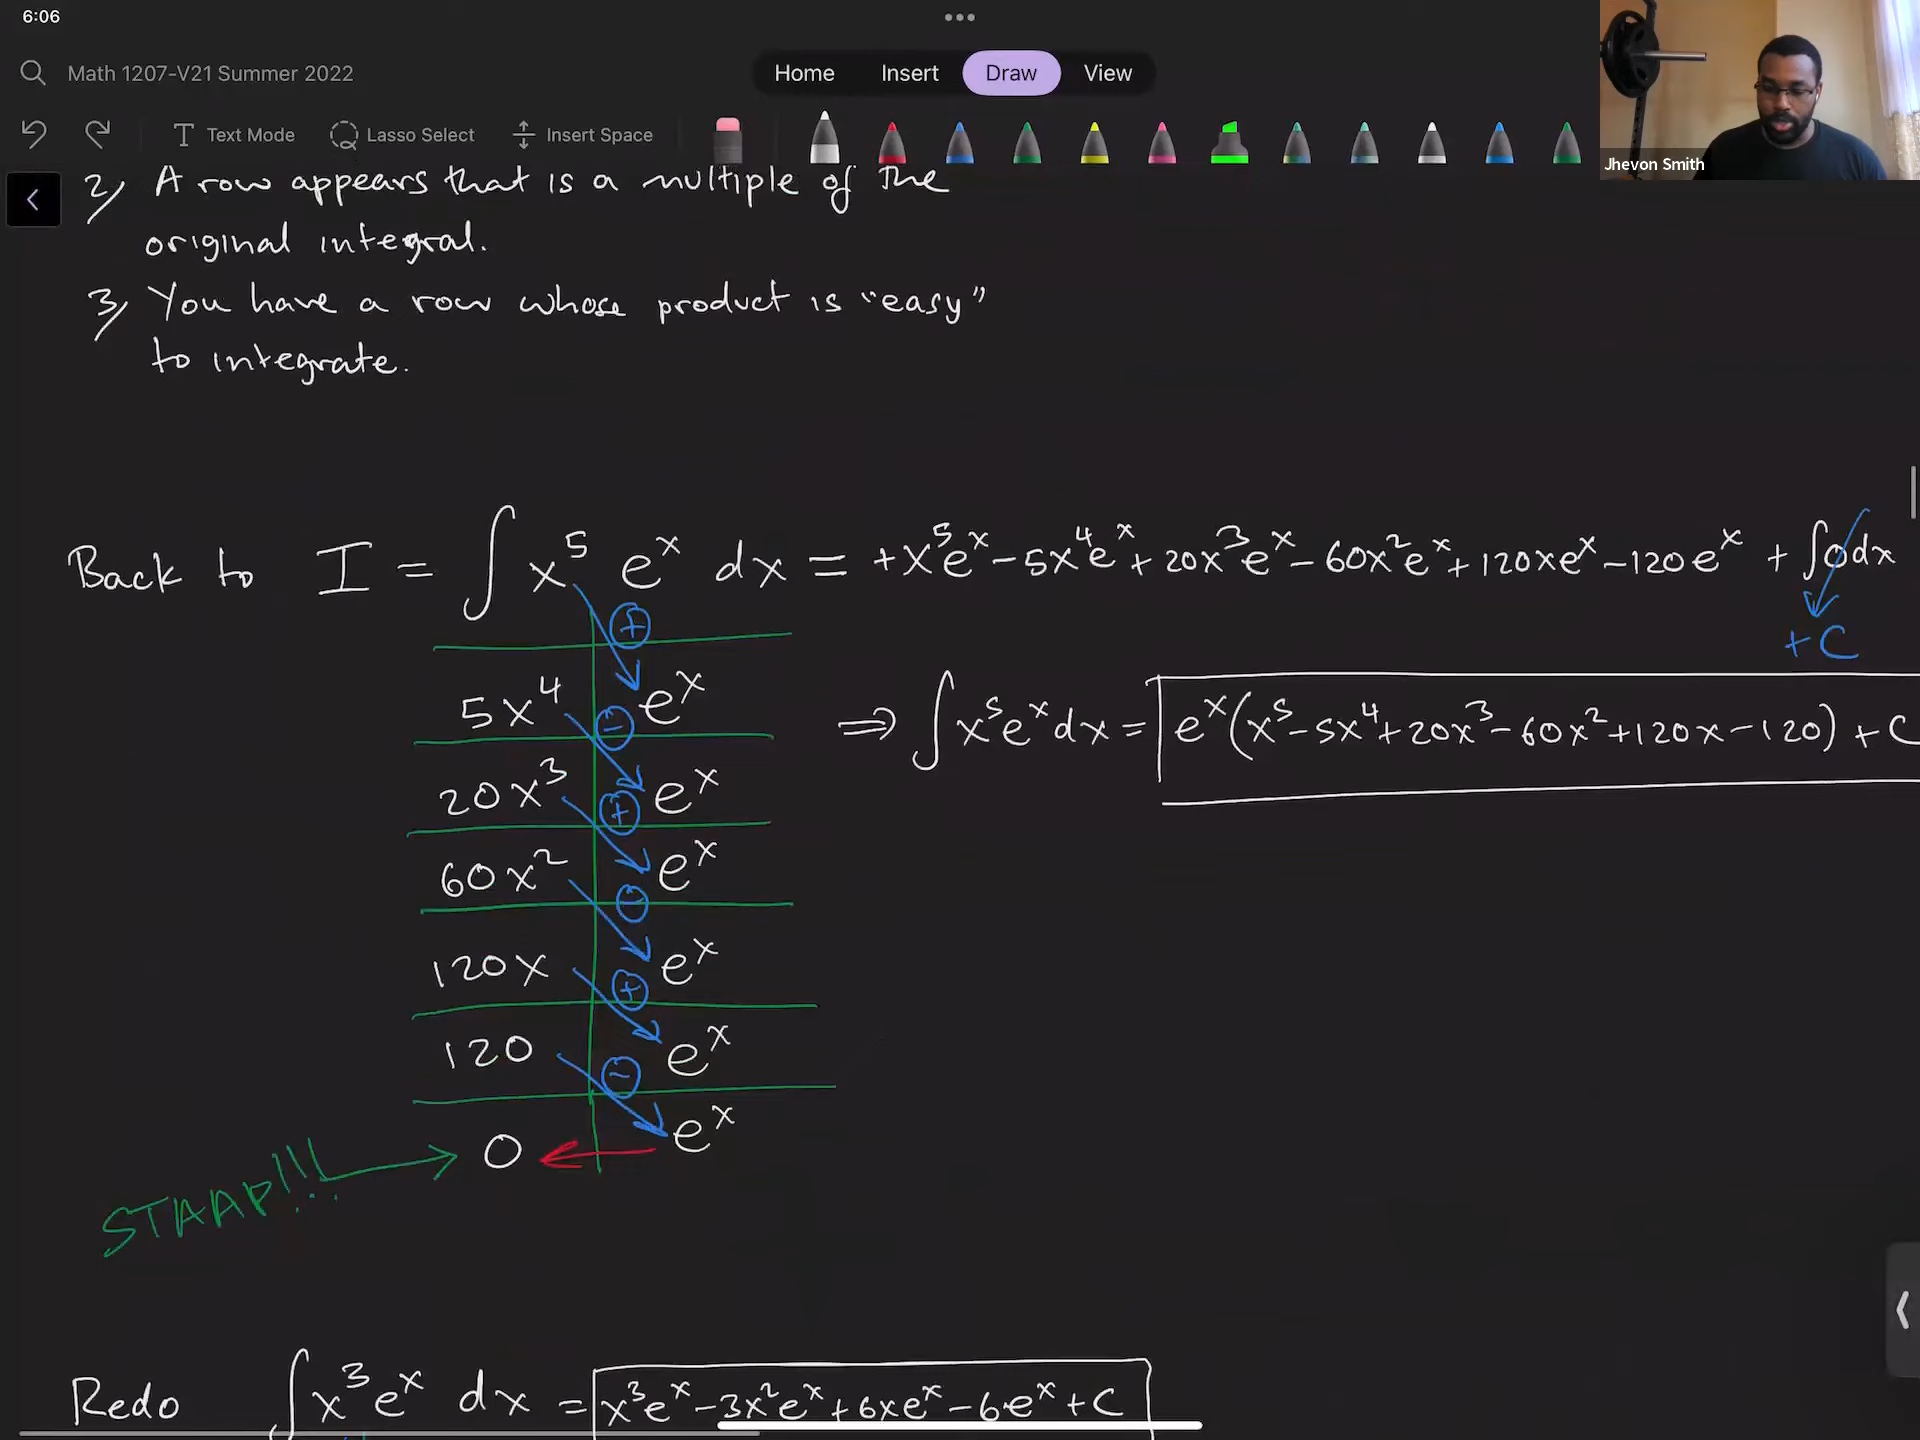 6:06
Math 1207-V21 Summer 2022
Home Insert Draw View
Text Mode Lasso Select Insert Space
Jhevon Smith
2) A row appears that is a multiple of the
original integral.
3) You have a row whose product is "easy"
to integrate.
Back to I = ∫ x⁵ eˣ dx = +x⁵eˣ - 5x⁴eˣ + 20x³eˣ - 60x²eˣ + 120xeˣ - 120eˣ + ∫0dx
+
+ C
5x⁴ - eˣ
⇒ ∫x⁵eˣdx = eˣ(x⁵ - 5x⁴ + 20x³ - 60x² + 120x - 120) + C
20x³ + eˣ
60x² - eˣ
120x + eˣ
120 - eˣ
0 eˣ
STAAP!!!
Redo ∫x³eˣ dx = x³eˣ - 3x²eˣ + 6xeˣ - 6eˣ + C